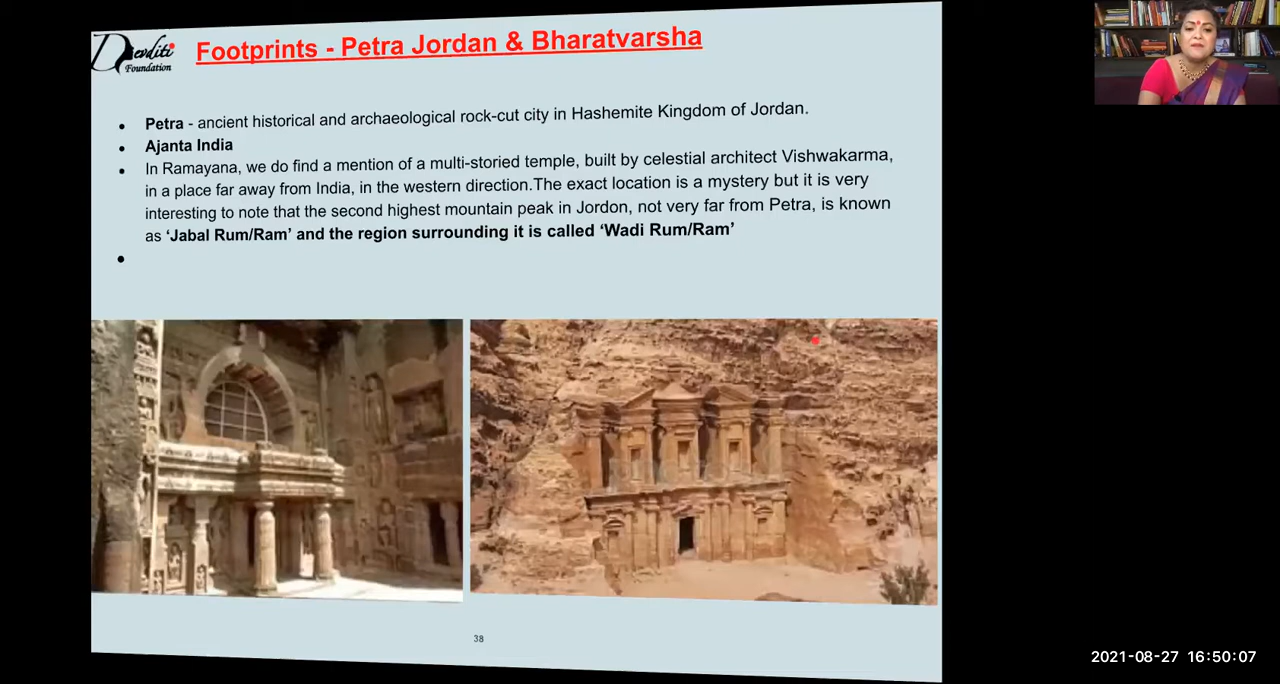 Devditi
Foundation
Footprints - Petra Jordan & Bharatvarsha
• Petra - ancient historical and archaeological rock-cut city in Hashemite Kingdom of Jordan.
• Ajanta India
• In Ramayana, we do find a mention of a multi-storied temple, built by celestial architect Vishwakarma,
in a place far away from India, in the western direction.The exact location is a mystery but it is very
interesting to note that the second highest mountain peak in Jordon, not very far from Petra, is known
as ‘Jabal Rum/Ram’ and the region surrounding it is called ‘Wadi Rum/Ram’
•
38
2021-08-27 16:50:07